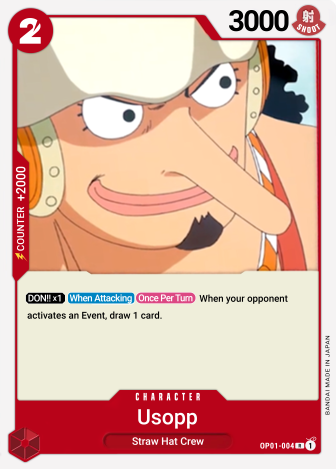 2
3000
射
SHOOT
COUNTER +2000
DON!! x1 When Attacking Once Per Turn When your opponent
activates an Event, draw 1 card.
BANDAI MADE IN JAPAN
CHARACTER
Usopp
Straw Hat Crew
OP01-004 R 1